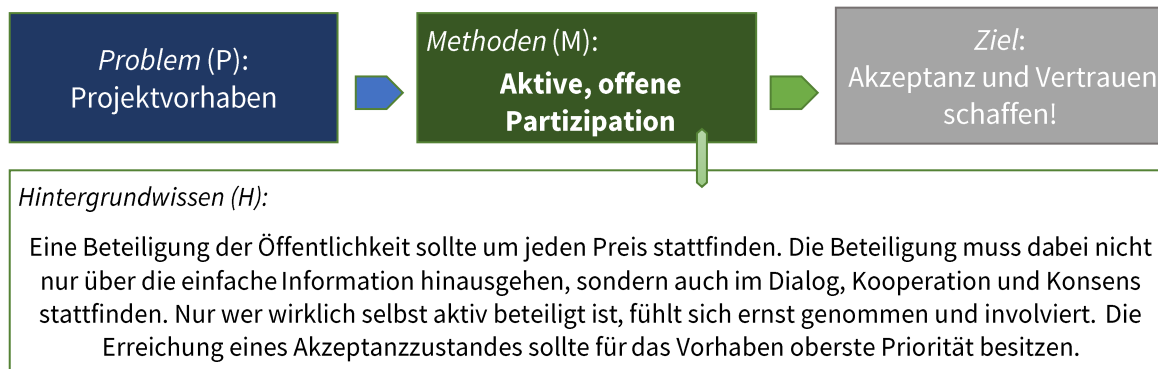 Problem (P):
Projektvorhaben
Methoden (M):
Aktive, offene
Partizipation
Ziel:
Akzeptanz und Vertrauen
schaffen!
Hintergrundwissen (H):
Eine Beteiligung der Öffentlichkeit sollte um jeden Preis stattfinden. Die Beteiligung muss dabei nicht
nur über die einfache Information hinausgehen, sondern auch im Dialog, Kooperation und Konsens
stattfinden. Nur wer wirklich selbst aktiv beteiligt ist, fühlt sich ernst genommen und involviert. Die
Erreichung eines Akzeptanzzustandes sollte für das Vorhaben oberste Priorität besitzen.